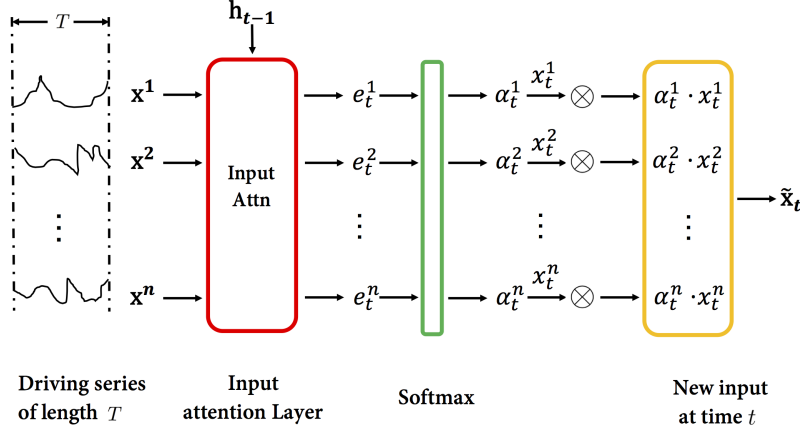 T
h_{t−1}
x^1 e_t^1 α_t^1 x_t^1 ⊗ α_t^1 · x_t^1
x^2 e_t^2 α_t^2 x_t^2 ⊗ α_t^2 · x_t^2
Input
Attn
x̃_t
⋮ ⋮ ⋮ ⋮
x^n e_t^n α_t^n x_t^n ⊗ α_t^n · x_t^n
Driving series
of length T
Input
attention Layer
Softmax
New input
at time t